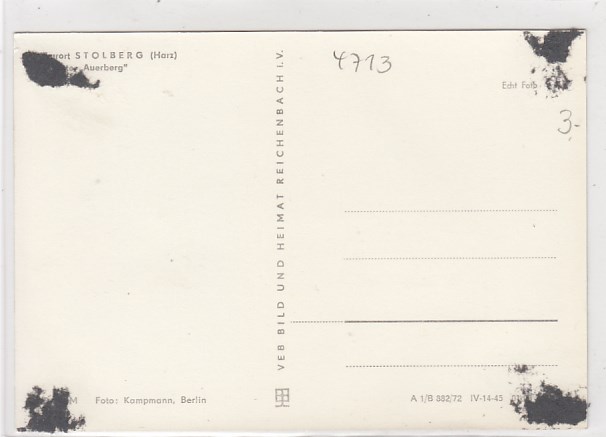 STOLBERG (Harz)
„Auerberg"
4713
Echt Foto
3.-
VEB BILD UND HEIMAT REICHENBACH i.V.
M Foto: Kampmann, Berlin
A 1/B 882/72 IV-14-45